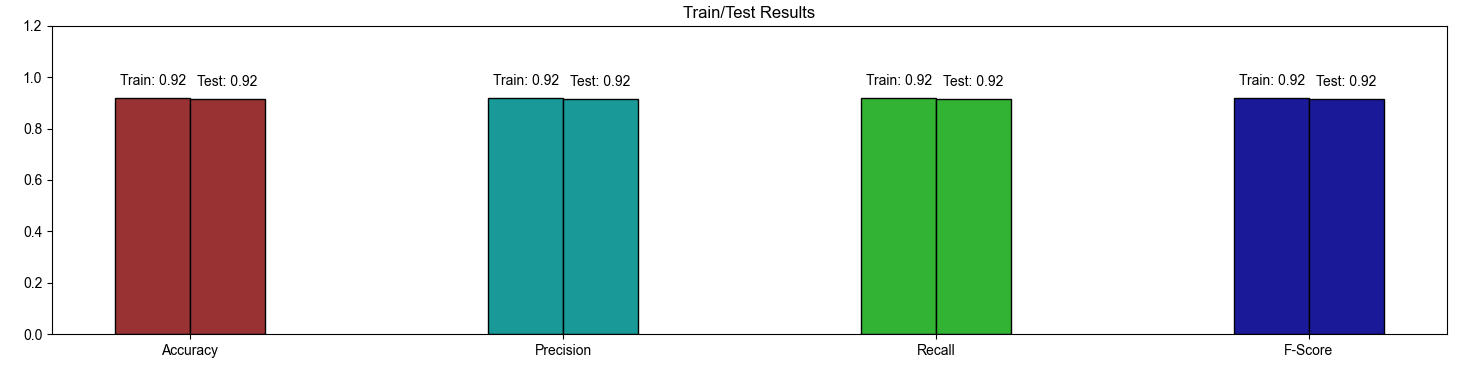 Train/Test Results
1.2
1.0
0.8
0.6
0.4
0.2
0.0
Train: 0.92 Test: 0.92
Train: 0.92 Test: 0.92
Train: 0.92 Test: 0.92
Train: 0.92 Test: 0.92
Accuracy
Precision
Recall
F-Score